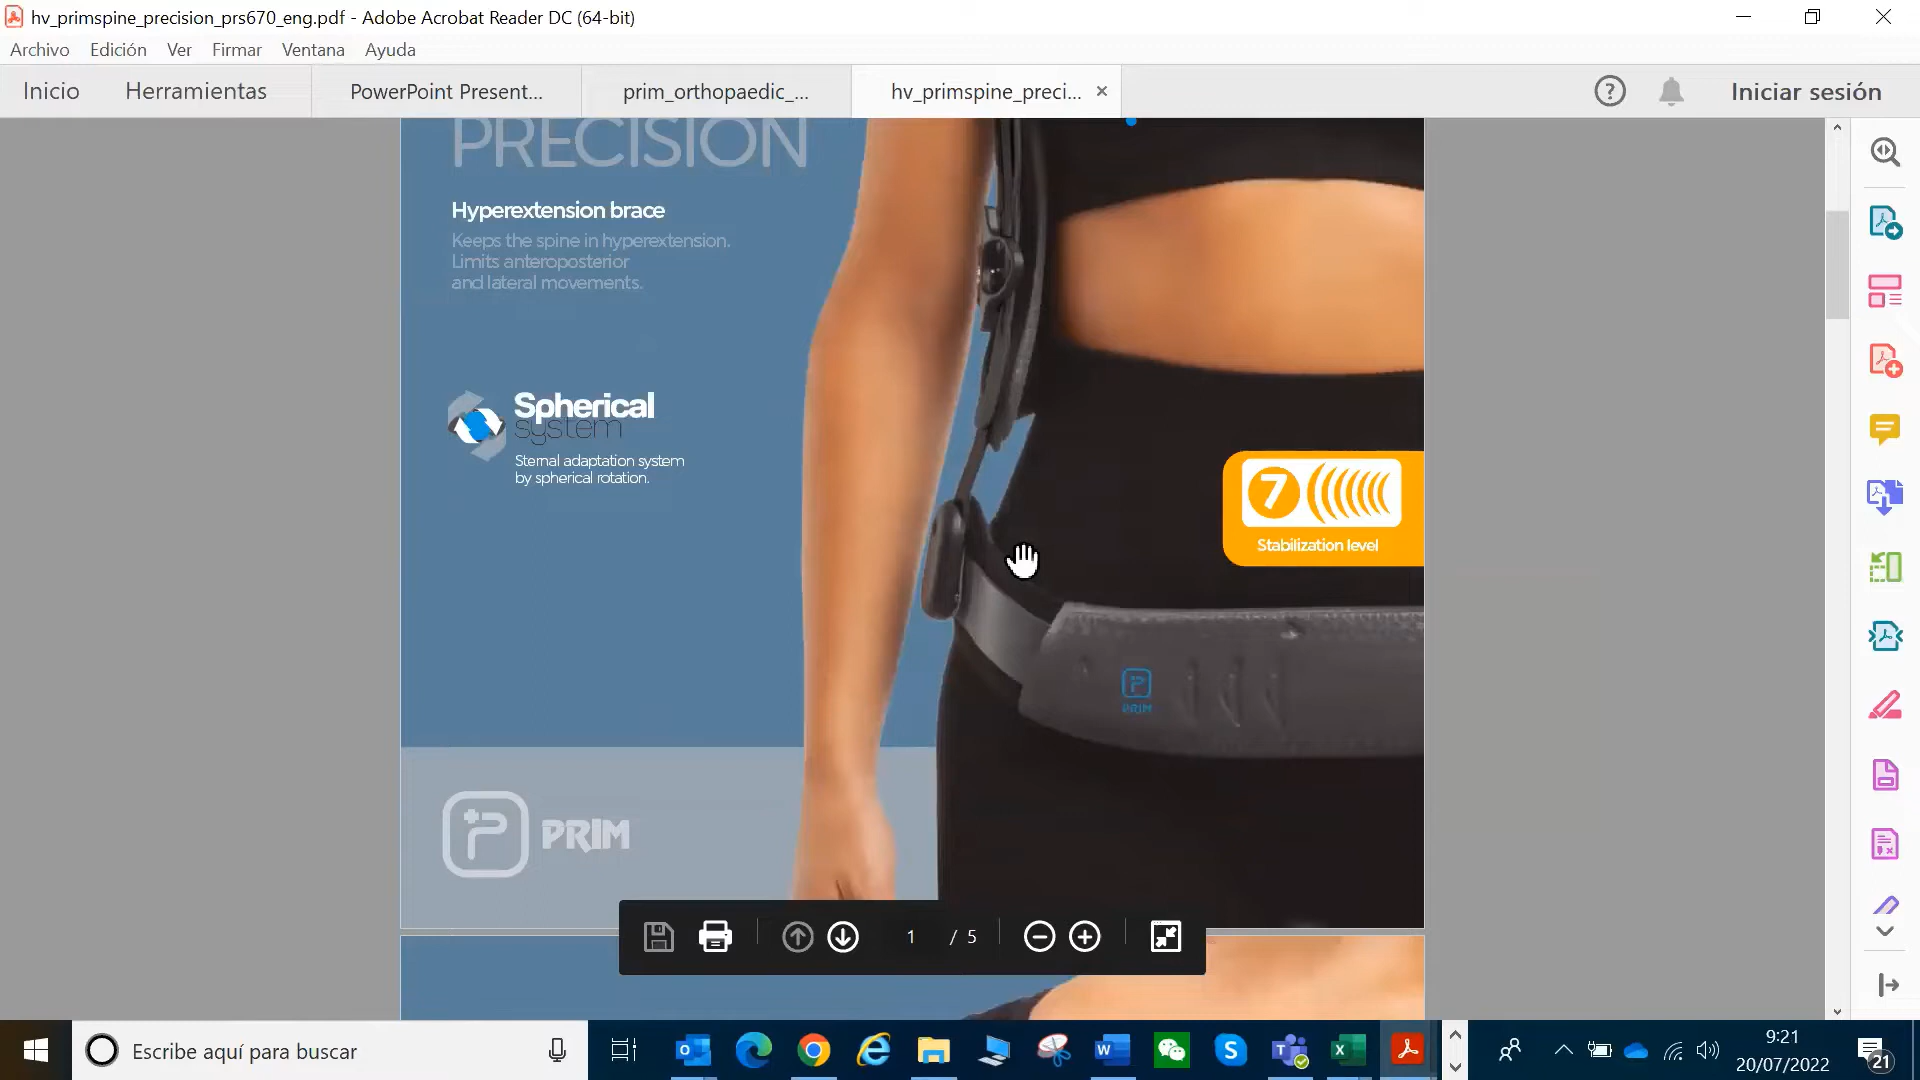 hv_primspine_precision_prs670_eng.pdf - Adobe Acrobat Reader DC (64-bit)
Archivo Edición Ver Firmar Ventana Ayuda
Inicio Herramientas PowerPoint Present... prim_orthopaedic_... hv_primspine_preci... Iniciar sesión
PRECISION
Hyperextension brace
Keeps the spine in hyperextension.
Limits anteroposterior
and lateral movements.
Spherical
system
Sternal adaptation system
by spherical rotation.
7
Stabilization level
PRIM
PRIM
1 / 5
Escribe aquí para buscar
9:21
20/07/2022
21